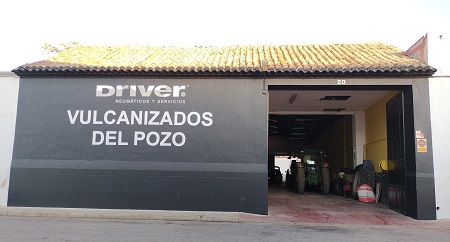 DRIVER
NEUMÁTICOS Y SERVICIOS
VULCANIZADOS
DEL POZO
20